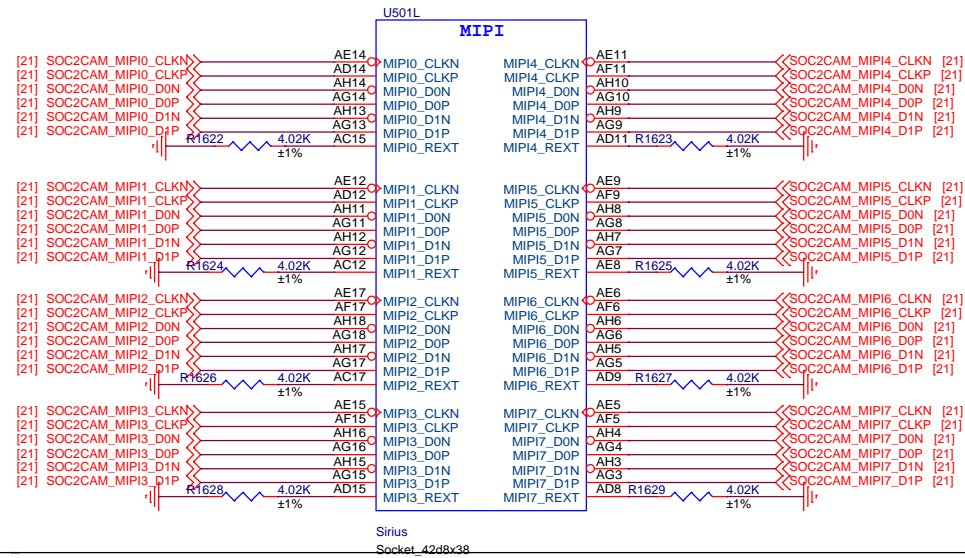 U501L
MIPI
[21] SOC2CAM_MIPI0_CLKN AE14 MIPI0_CLKN MIPI4_CLKN AE11 SOC2CAM_MIPI4_CLKN [21]
[21] SOC2CAM_MIPI0_CLKP AD14 MIPI0_CLKP MIPI4_CLKP AF11 SOC2CAM_MIPI4_CLKP [21]
[21] SOC2CAM_MIPI0_D0N AH14 MIPI0_D0N MIPI4_D0N AH10 SOC2CAM_MIPI4_D0N [21]
[21] SOC2CAM_MIPI0_D0P AG14 MIPI0_D0P MIPI4_D0P AG10 SOC2CAM_MIPI4_D0P [21]
[21] SOC2CAM_MIPI0_D1N AH13 MIPI0_D1N MIPI4_D1N AH9 SOC2CAM_MIPI4_D1N [21]
[21] SOC2CAM_MIPI0_D1P AG13 MIPI0_D1P MIPI4_D1P AG9 SOC2CAM_MIPI4_D1P [21]
R1622 4.02K AC15 MIPI0_REXT MIPI4_REXT AD11 R1623 4.02K
±1% ±1%
[21] SOC2CAM_MIPI1_CLKN AE12 MIPI1_CLKN MIPI5_CLKN AE9 SOC2CAM_MIPI5_CLKN [21]
[21] SOC2CAM_MIPI1_CLKP AD12 MIPI1_CLKP MIPI5_CLKP AF9 SOC2CAM_MIPI5_CLKP [21]
[21] SOC2CAM_MIPI1_D0N AH11 MIPI1_D0N MIPI5_D0N AH8 SOC2CAM_MIPI5_D0N [21]
[21] SOC2CAM_MIPI1_D0P AG11 MIPI1_D0P MIPI5_D0P AG8 SOC2CAM_MIPI5_D0P [21]
[21] SOC2CAM_MIPI1_D1N AH12 MIPI1_D1N MIPI5_D1N AH7 SOC2CAM_MIPI5_D1N [21]
[21] SOC2CAM_MIPI1_D1P AG12 MIPI1_D1P MIPI5_D1P AG7 SOC2CAM_MIPI5_D1P [21]
R1624 4.02K AC12 MIPI1_REXT MIPI5_REXT AE8 R1625 4.02K
±1% ±1%
[21] SOC2CAM_MIPI2_CLKN AE17 MIPI2_CLKN MIPI6_CLKN AE6 SOC2CAM_MIPI6_CLKN [21]
[21] SOC2CAM_MIPI2_CLKP AF17 MIPI2_CLKP MIPI6_CLKP AF6 SOC2CAM_MIPI6_CLKP [21]
[21] SOC2CAM_MIPI2_D0N AH18 MIPI2_D0N MIPI6_D0N AH6 SOC2CAM_MIPI6_D0N [21]
[21] SOC2CAM_MIPI2_D0P AG18 MIPI2_D0P MIPI6_D0P AG6 SOC2CAM_MIPI6_D0P [21]
[21] SOC2CAM_MIPI2_D1N AH17 MIPI2_D1N MIPI6_D1N AH5 SOC2CAM_MIPI6_D1N [21]
[21] SOC2CAM_MIPI2_D1P AG17 MIPI2_D1P MIPI6_D1P AG5 SOC2CAM_MIPI6_D1P [21]
R1626 4.02K AC17 MIPI2_REXT MIPI6_REXT AD9 R1627 4.02K
±1% ±1%
[21] SOC2CAM_MIPI3_CLKN AE15 MIPI3_CLKN MIPI7_CLKN AE5 SOC2CAM_MIPI7_CLKN [21]
[21] SOC2CAM_MIPI3_CLKP AF15 MIPI3_CLKP MIPI7_CLKP AF5 SOC2CAM_MIPI7_CLKP [21]
[21] SOC2CAM_MIPI3_D0N AH16 MIPI3_D0N MIPI7_D0N AH4 SOC2CAM_MIPI7_D0N [21]
[21] SOC2CAM_MIPI3_D0P AG16 MIPI3_D0P MIPI7_D0P AG4 SOC2CAM_MIPI7_D0P [21]
[21] SOC2CAM_MIPI3_D1N AH15 MIPI3_D1N MIPI7_D1N AH3 SOC2CAM_MIPI7_D1N [21]
[21] SOC2CAM_MIPI3_D1P AG15 MIPI3_D1P MIPI7_D1P AG3 SOC2CAM_MIPI7_D1P [21]
R1628 4.02K AD15 MIPI3_REXT MIPI7_REXT AD8 R1629 4.02K
±1% ±1%
Sirius
Socket_42d8x38